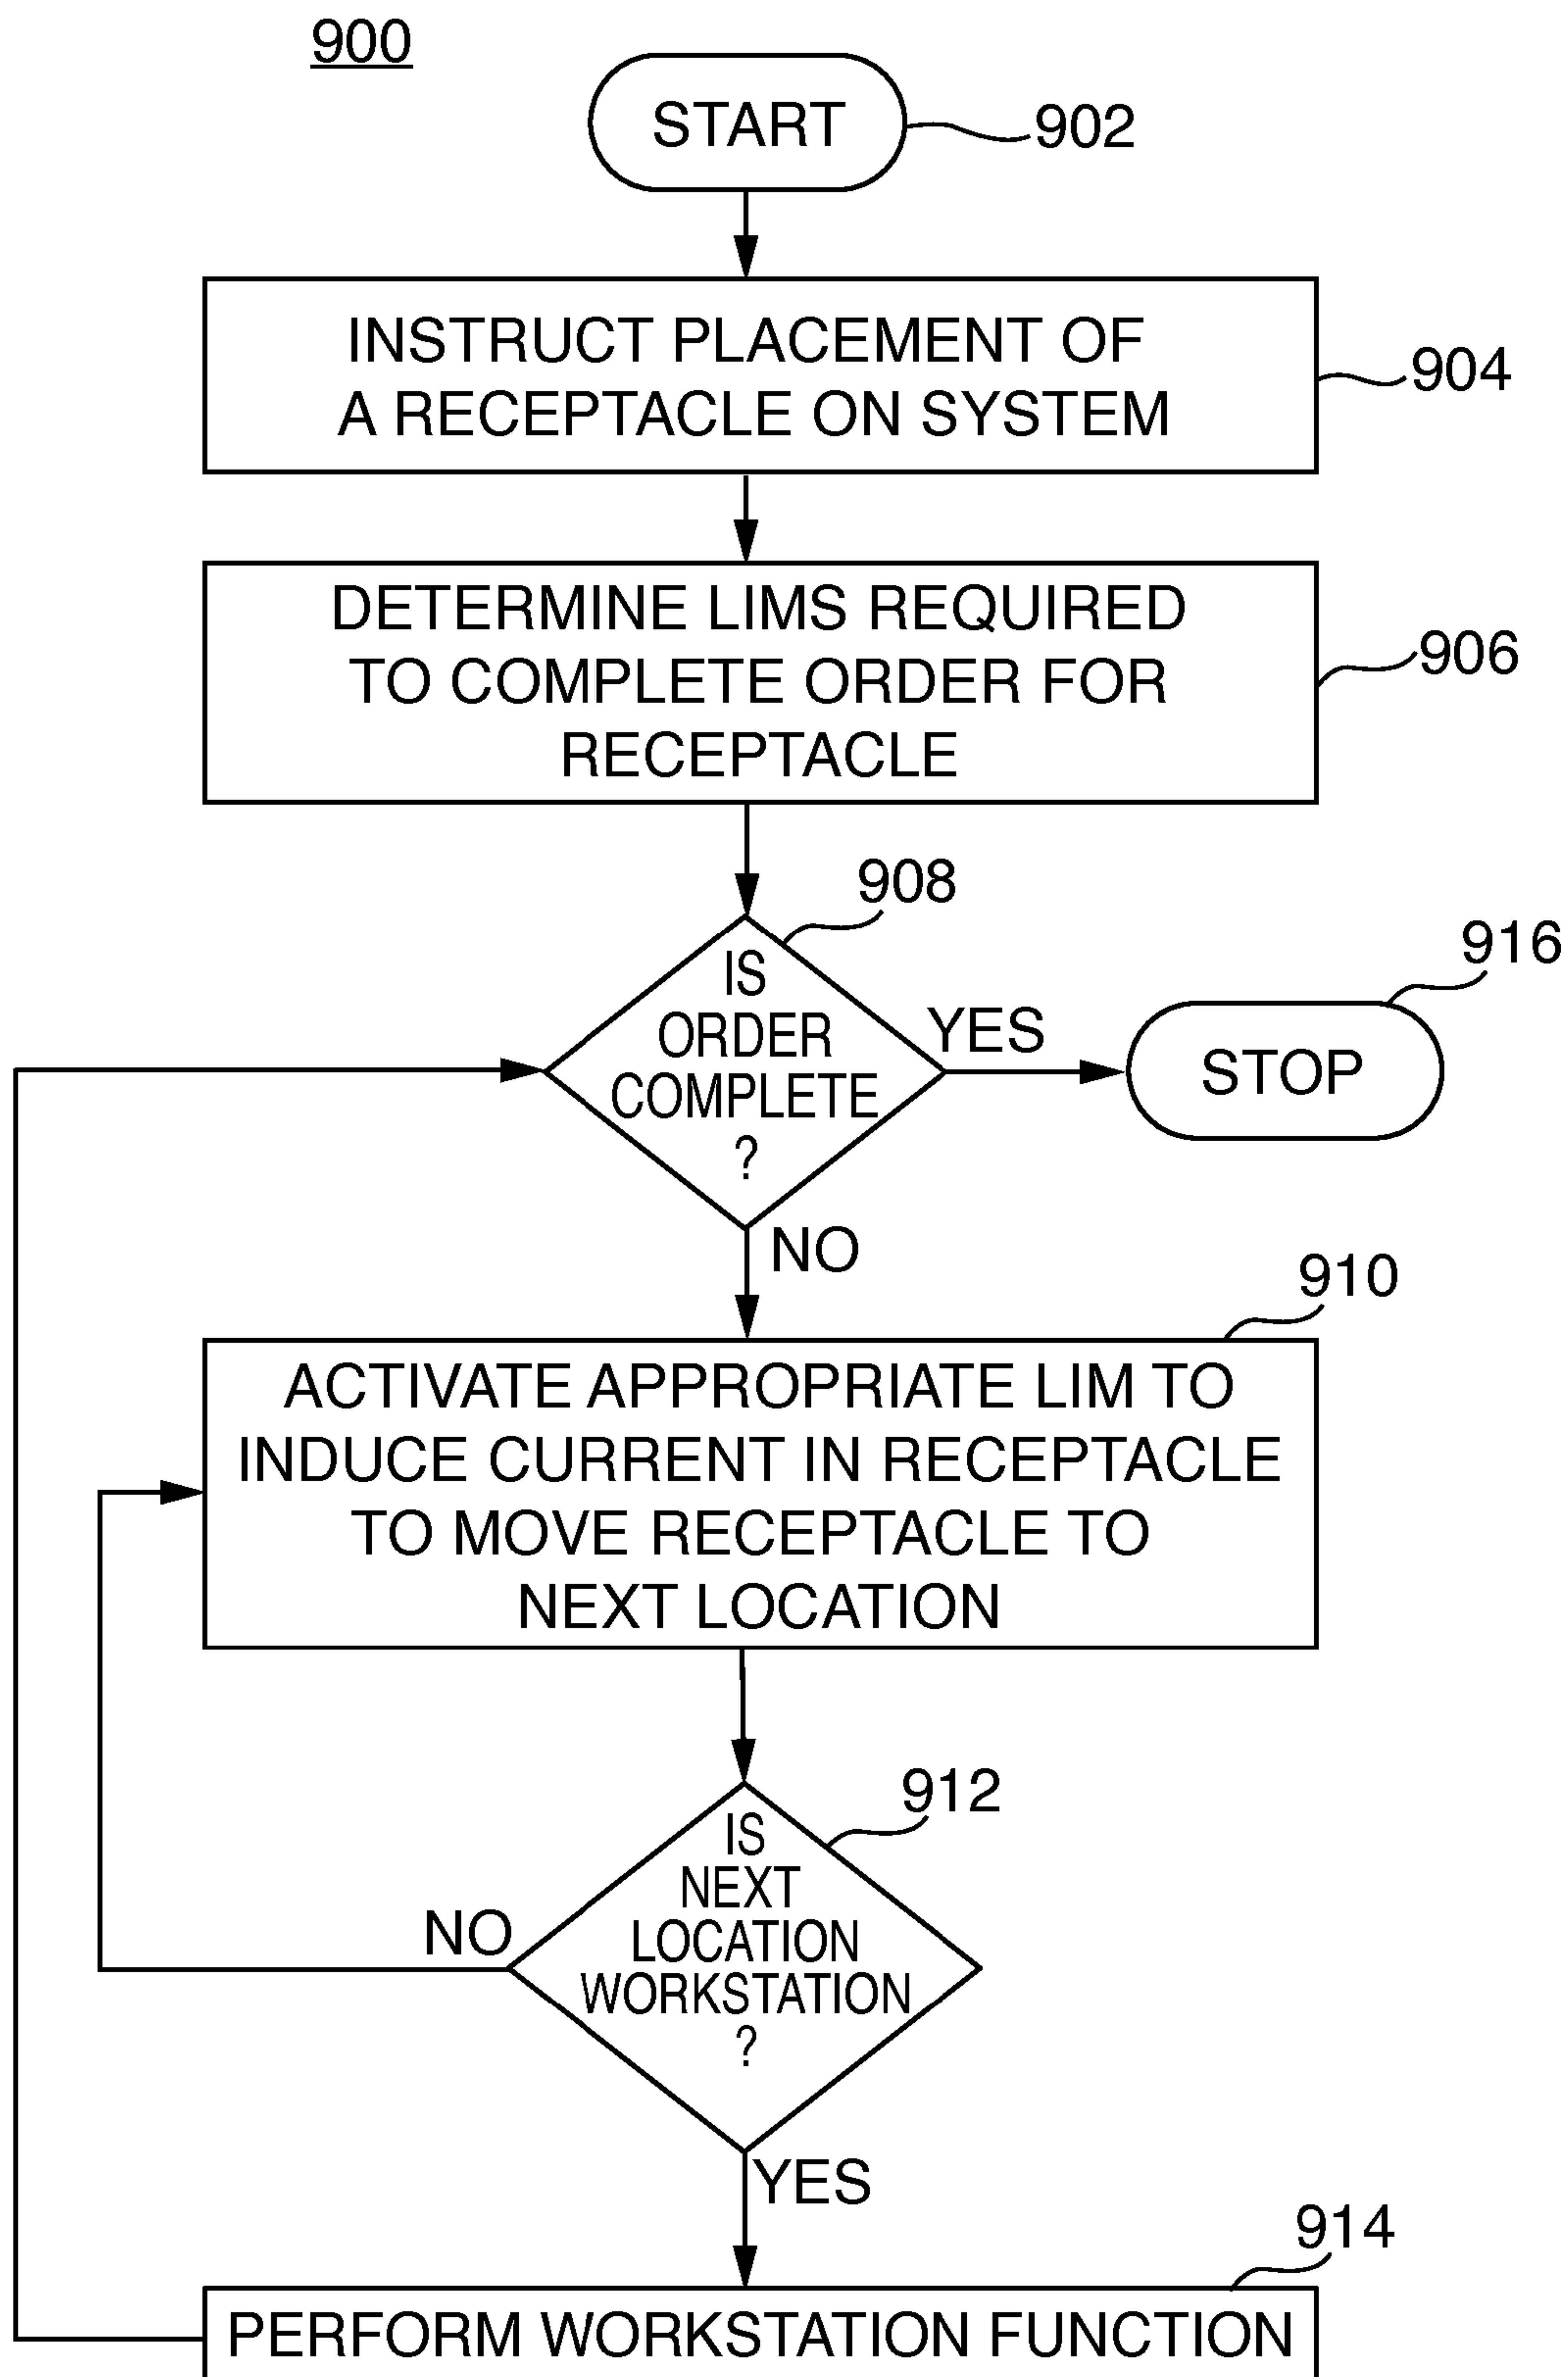 900
START
902
INSTRUCT PLACEMENT OF
A RECEPTACLE ON SYSTEM
904
DETERMINE LIMS REQUIRED
TO COMPLETE ORDER FOR
RECEPTACLE
906
908
IS
ORDER
COMPLETE
?
YES
916
STOP
NO
910
ACTIVATE APPROPRIATE LIM TO
INDUCE CURRENT IN RECEPTACLE
TO MOVE RECEPTACLE TO
NEXT LOCATION
912
IS
NEXT
LOCATION
WORKSTATION
?
NO
YES
914
PERFORM WORKSTATION FUNCTION